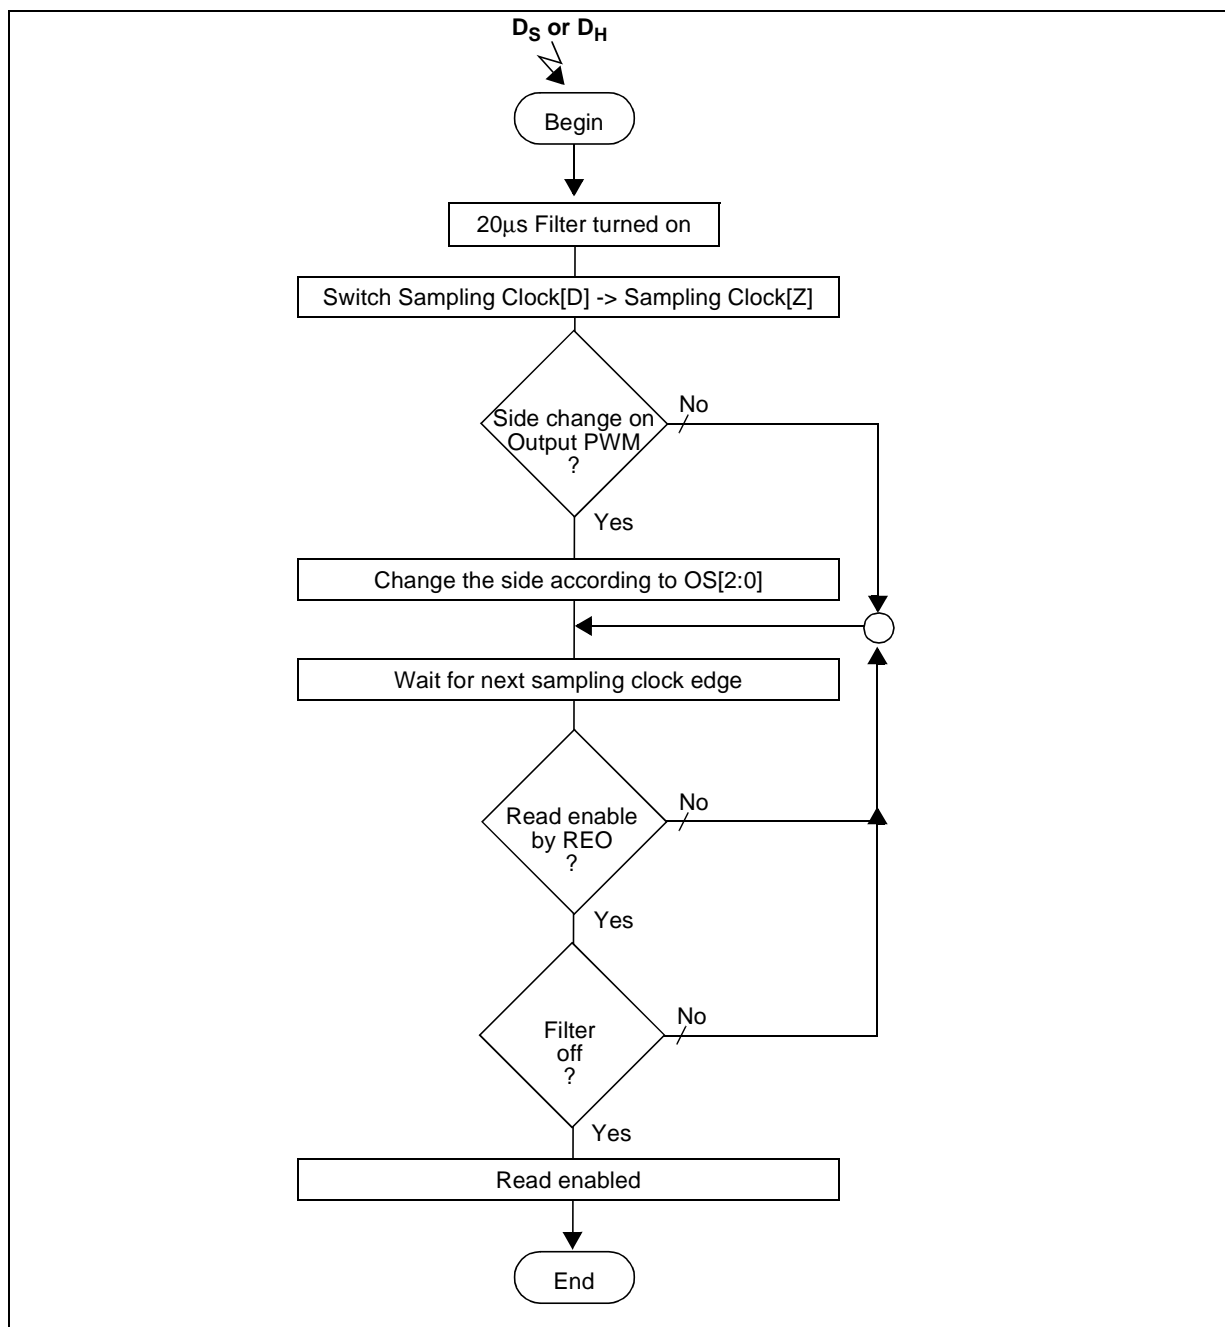 DS or DH
Begin
20µs Filter turned on
Switch Sampling Clock[D] -> Sampling Clock[Z]
No
Side change on
Output PWM
?
Yes
Change the side according to OS[2:0]
Wait for next sampling clock edge
No
Read enable
by REO
?
Yes
No
Filter
off
?
Yes
Read enabled
End